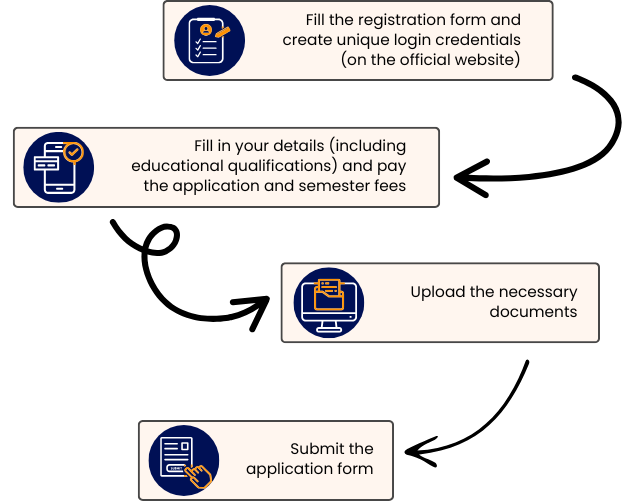 Fill the registration form and
create unique login credentials
(on the official website)
Fill in your details (including
educational qualifications) and pay
the application and semester fees
Upload the necessary
documents
Submit the
application form
SUBMIT